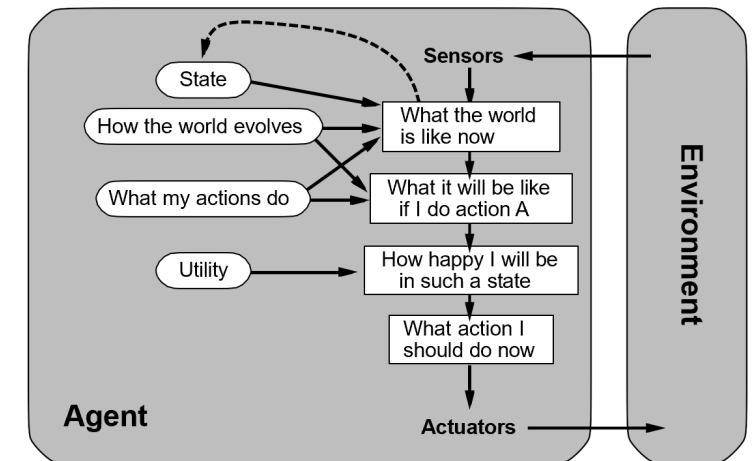 Sensors
State
What the world
is like now
How the world evolves
What it will be like
if I do action A
What my actions do
How happy I will be
in such a state
Utility
What action I
should do now
Agent
Actuators
Environment